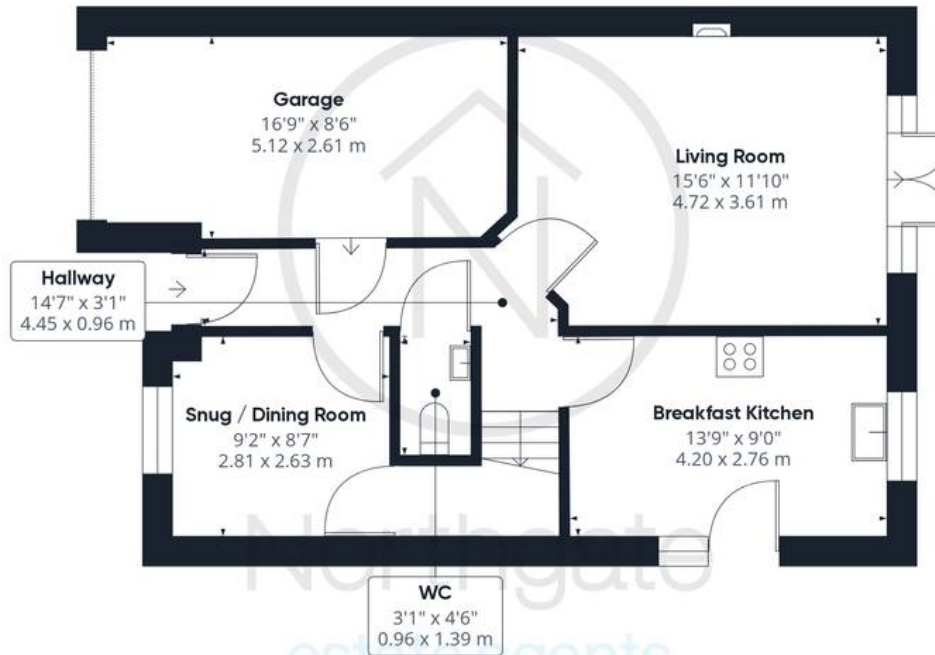 Garage
16'9" x 8'6"
5.12 x 2.61 m
Living Room
15'6" x 11'10"
4.72 x 3.61 m
Hallway
14'7" x 3'1"
4.45 x 0.96 m
Snug / Dining Room
9'2" x 8'7"
2.81 x 2.63 m
Breakfast Kitchen
13'9" x 9'0"
4.20 x 2.76 m
Northgate
WC
3'1" x 4'6"
0.96 x 1.39 m
estate agents